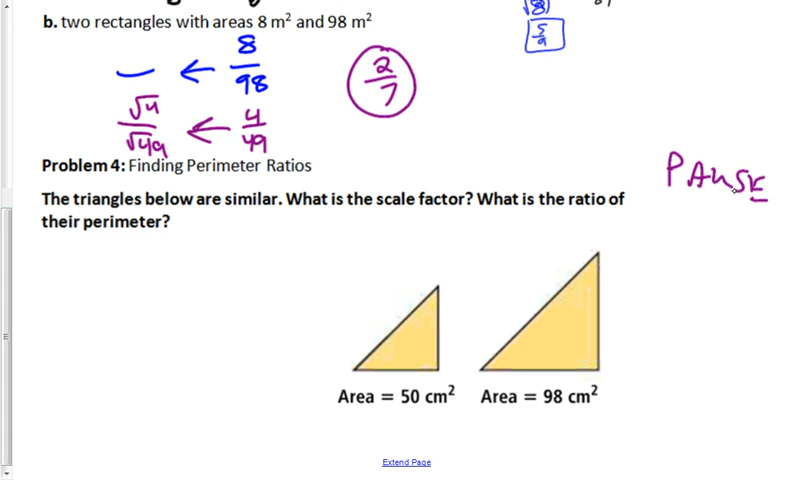 b. two rectangles with areas 8 m² and 98 m²
8/98
2/7
√4/√49 ← 4/49
5/9
Problem 4: Finding Perimeter Ratios
PAUSE
The triangles below are similar. What is the scale factor? What is the ratio of
their perimeter?
Area = 50 cm² Area = 98 cm²
Extend Page